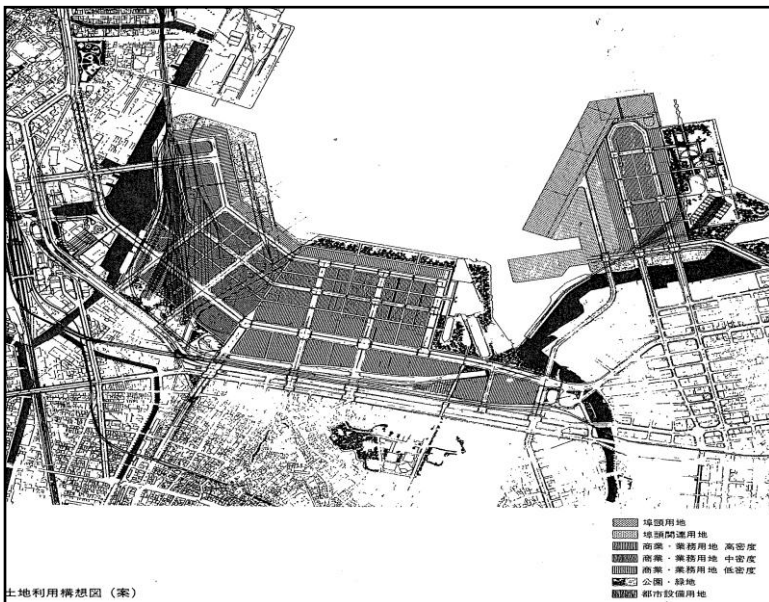 埠頭用地
埠頭関連用地
商業・業務用地 高密度
商業・業務用地 中密度
商業・業務用地 低密度
公園・緑地
都市設備用地
土地利用構想図（案）